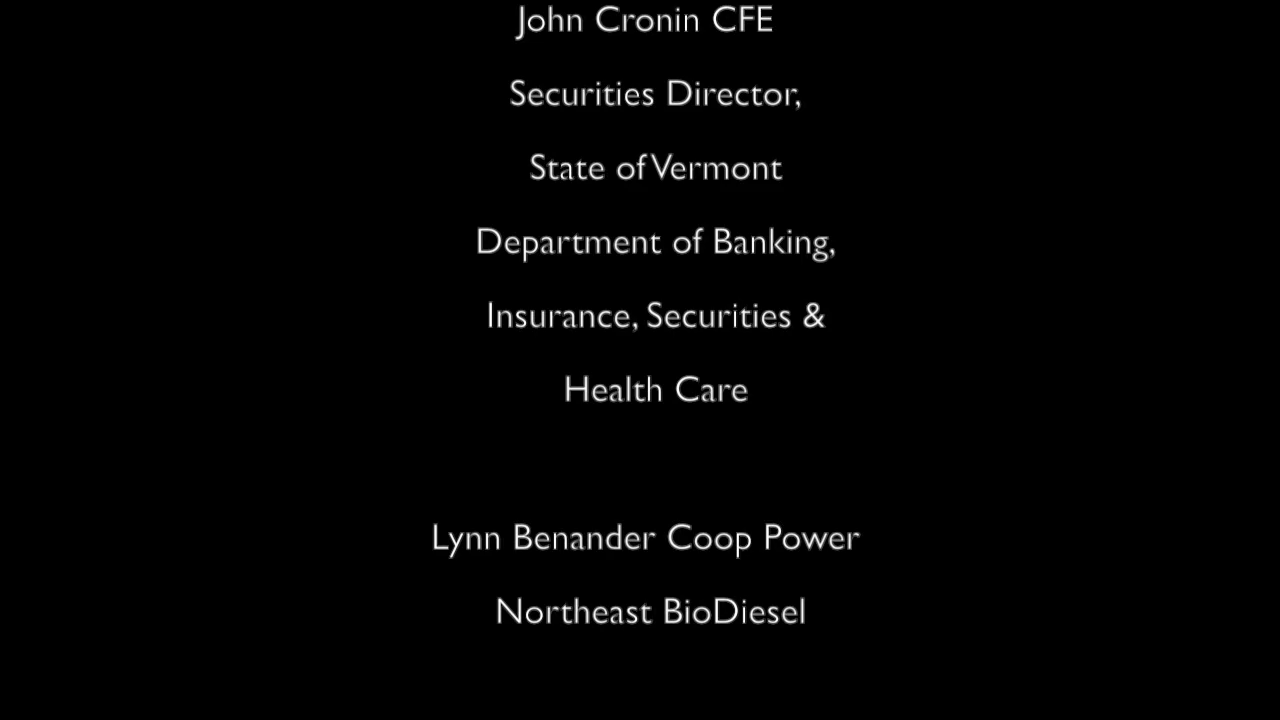 John Cronin CFE
Securities Director,
State of Vermont
Department of Banking,
Insurance, Securities &
Health Care
Lynn Benander Coop Power
Northeast BioDiesel